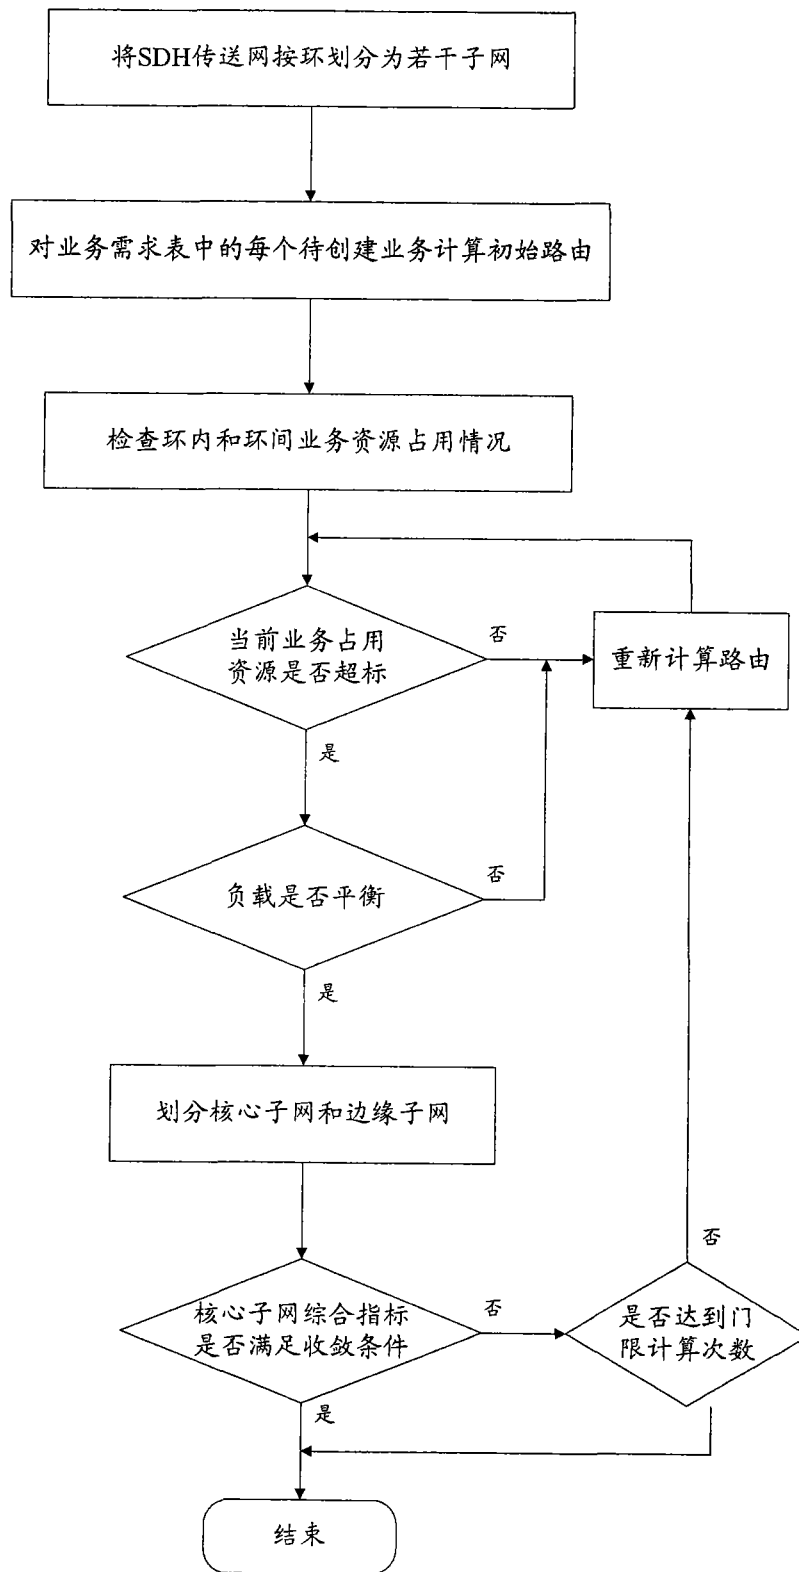 将SDH传送网按环划分为若干子网
对业务需求表中的每个待创建业务计算初始路由
检查环内和环间业务资源占用情况
当前业务占用
资源是否超标
否
重新计算路由
是
负载是否平衡
否
是
划分核心子网和边缘子网
否
核心子网综合指标
是否满足收敛条件
否
是否达到门
限计算次数
是
结束